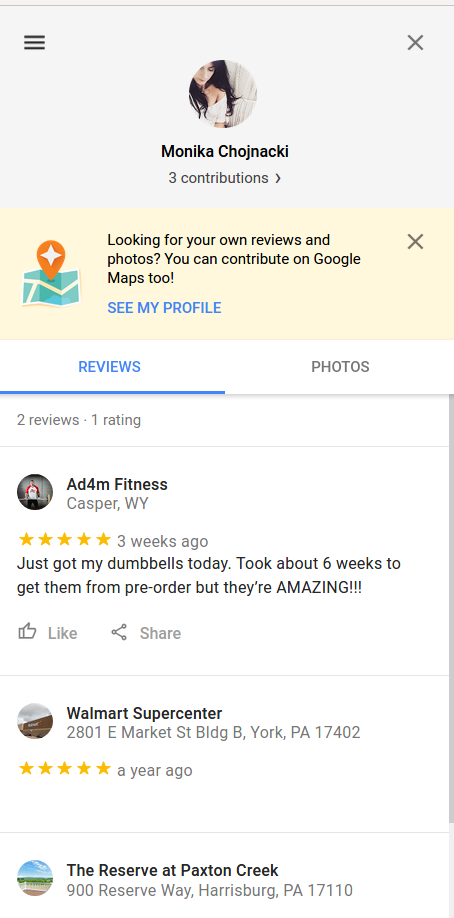 Monika Chojnacki
3 contributions
Looking for your own reviews and
photos? You can contribute on Google
Maps too!
SEE MY PROFILE
REVIEWS
PHOTOS
2 reviews · 1 rating
Ad4m Fitness
Casper, WY
3 weeks ago
Just got my dumbbells today. Took about 6 weeks to
get them from pre-order but they’re AMAZING!!!
Like
Share
Walmart Supercenter
2801 E Market St Bldg B, York, PA 17402
a year ago
The Reserve at Paxton Creek
900 Reserve Way, Harrisburg, PA 17110